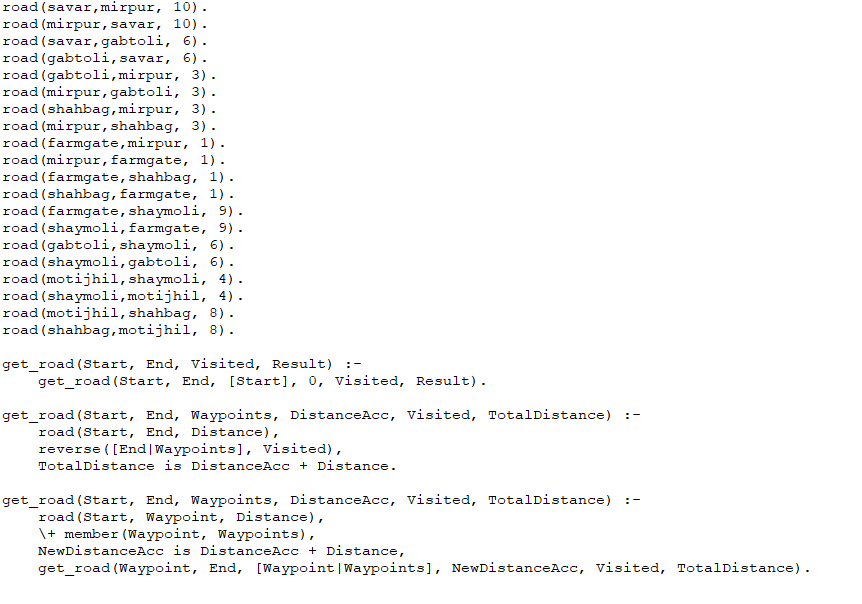 road(savar,mirpur, 10).
road(mirpur,savar, 10).
road(savar,gabtoli, 6).
road(gabtoli,savar, 6).
road(gabtoli,mirpur, 3).
road(mirpur,gabtoli, 3).
road(shahbag,mirpur, 3).
road(mirpur,shahbag, 3).
road(farmgate,mirpur, 1).
road(mirpur,farmgate, 1).
road(farmgate,shahbag, 1).
road(shahbag,farmgate, 1).
road(farmgate,shaymoli, 9).
road(shaymoli,farmgate, 9).
road(gabtoli,shaymoli, 6).
road(shaymoli,gabtoli, 6).
road(motijhil,shaymoli, 4).
road(shaymoli,motijhil, 4).
road(motijhil,shahbag, 8).
road(shahbag,motijhil, 8).

get_road(Start, End, Visited, Result) :-
    get_road(Start, End, [Start], 0, Visited, Result).

get_road(Start, End, Waypoints, DistanceAcc, Visited, TotalDistance) :-
    road(Start, End, Distance),
    reverse([End|Waypoints], Visited),
    TotalDistance is DistanceAcc + Distance.

get_road(Start, End, Waypoints, DistanceAcc, Visited, TotalDistance) :-
    road(Start, Waypoint, Distance),
    \+ member(Waypoint, Waypoints),
    NewDistanceAcc is DistanceAcc + Distance,
    get_road(Waypoint, End, [Waypoint|Waypoints], NewDistanceAcc, Visited, TotalDistance).